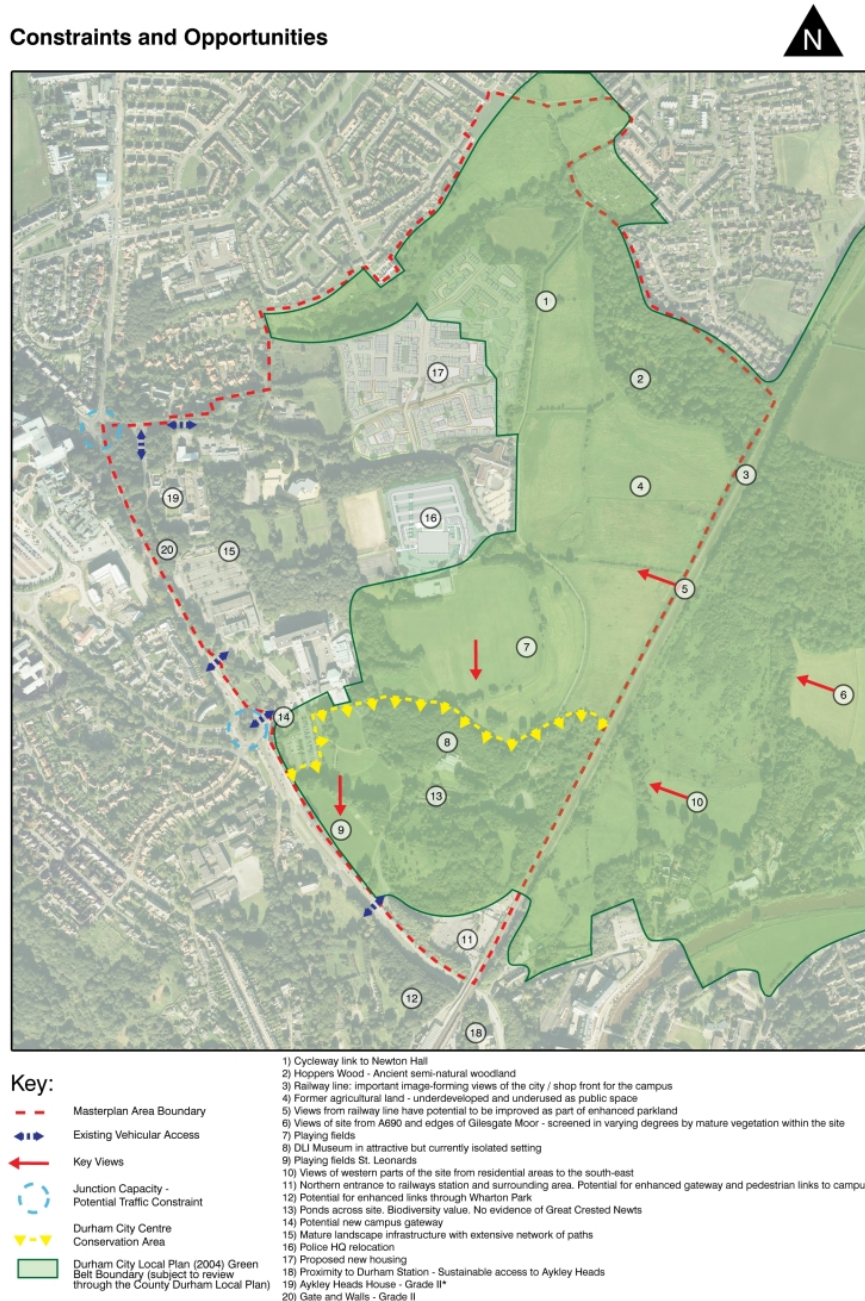 Constraints and Opportunities
N
1
2
17
3
4
19
16
20
15
5
7
6
14
8
13
10
9
11
12
18
Key:
Masterplan Area Boundary
Existing Vehicular Access
Key Views
Junction Capacity -
Potential Traffic Constraint
Durham City Centre
Conservation Area
Durham City Local Plan (2004) Green
Belt Boundary (subject to review
through the County Durham Local Plan)
1) Cycleway link to Newton Hall
2) Hoppers Wood - Ancient semi-natural woodland
3) Railway line: important image-forming views of the city / shop front for the campus
4) Former agricultural land - underdeveloped and underused as public space
5) Views from railway line have potential to be improved as part of enhanced parkland
6) Views of site from A690 and edges of Gilesgate Moor - screened in varying degrees by mature vegetation within the site
7) Playing fields
8) DLI Museum in attractive but currently isolated setting
9) Playing fields St. Leonards
10) Views of western parts of the site from residential areas to the south-east
11) Northern entrance to railways station and surrounding area. Potential for enhanced gateway and pedestrian links to campu
12) Potential for enhanced links through Wharton Park
13) Ponds across site. Biodiversity value. No evidence of Great Crested Newts
14) Potential new campus gateway
15) Mature landscape infrastructure with extensive network of paths
16) Police HQ relocation
17) Proposed new housing
18) Proximity to Durham Station - Sustainable access to Aykley Heads
19) Aykley Heads House - Grade II*
20) Gate and Walls - Grade II